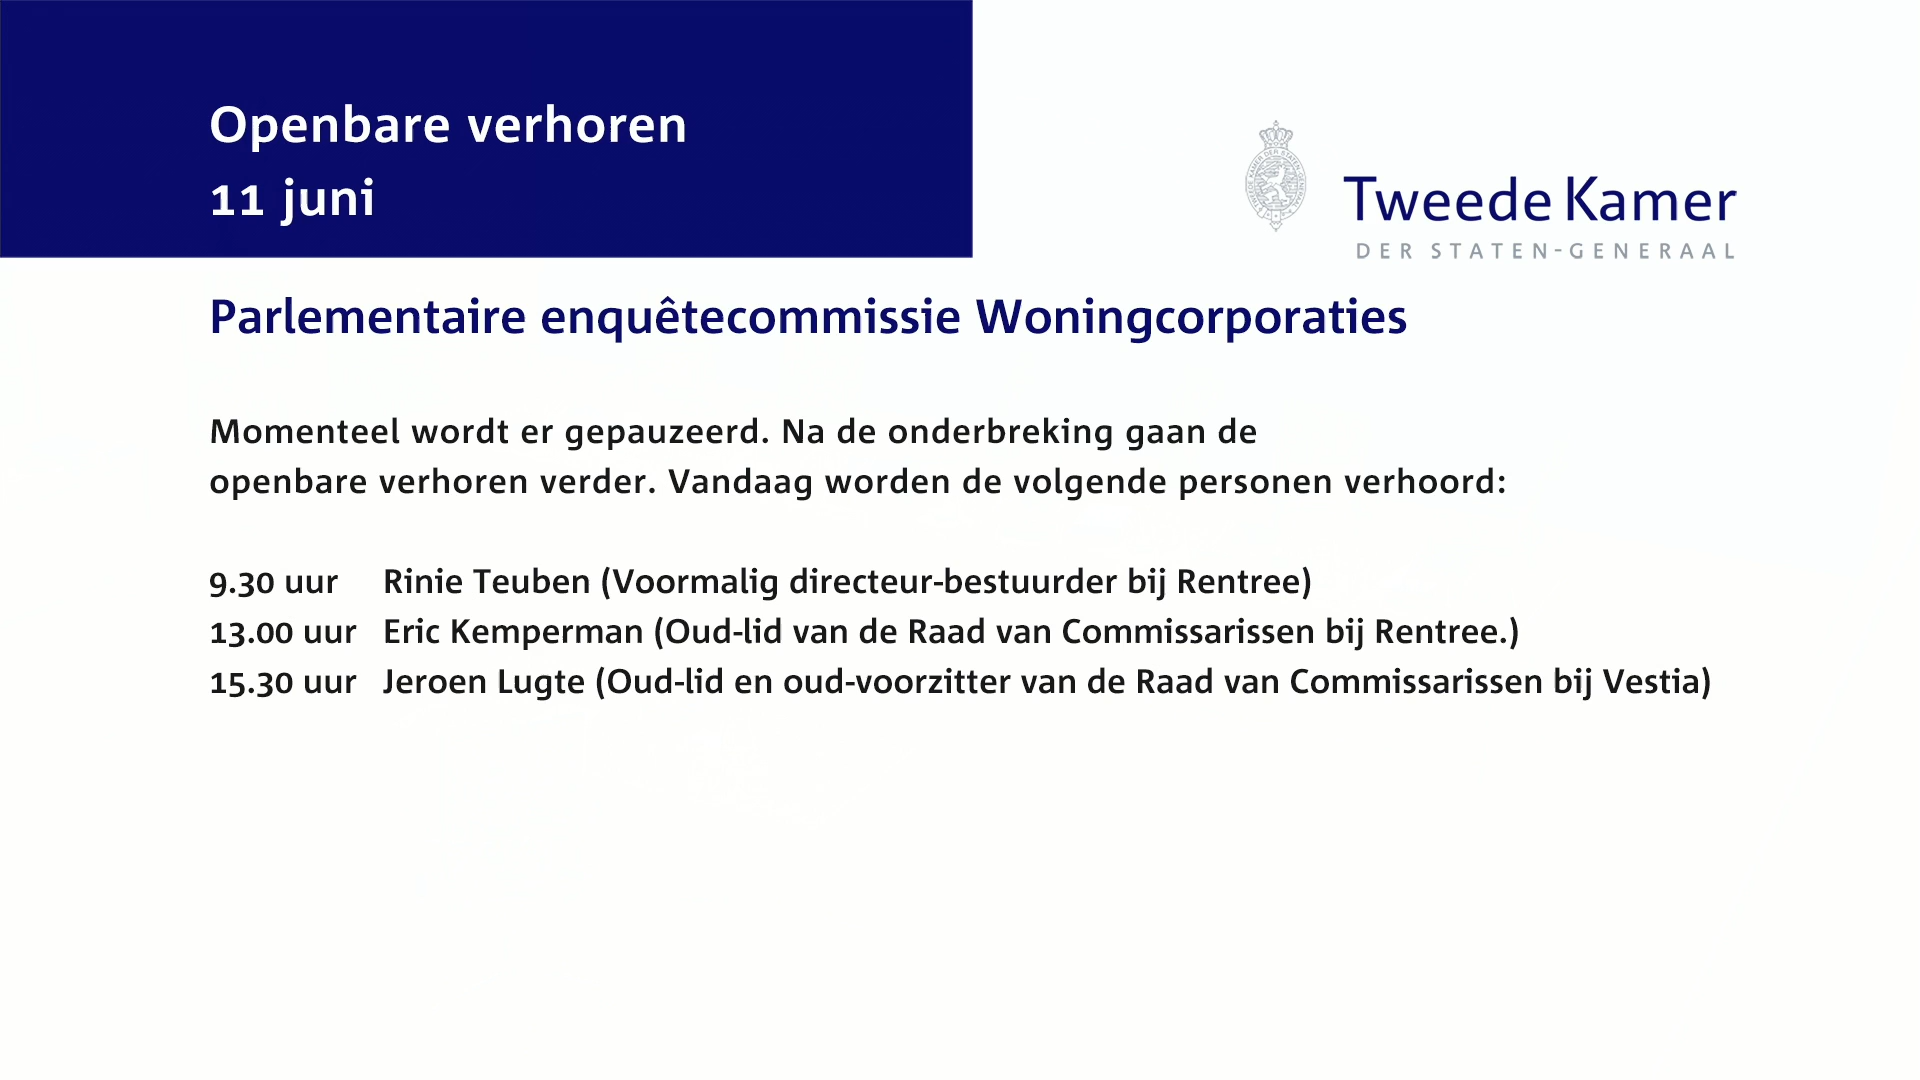 Openbare verhoren
11 juni
Tweede Kamer
DER STATEN-GENERAAL
Parlementaire enquêtecommissie Woningcorporaties
Momenteel wordt er gepauzeerd. Na de onderbreking gaan de
openbare verhoren verder. Vandaag worden de volgende personen verhoord:
9.30 uur Rinie Teuben (Voormalig directeur-bestuurder bij Rentree)
13.00 uur Eric Kemperman (Oud-lid van de Raad van Commissarissen bij Rentree.)
15.30 uur Jeroen Lugte (Oud-lid en oud-voorzitter van de Raad van Commissarissen bij Vestia)